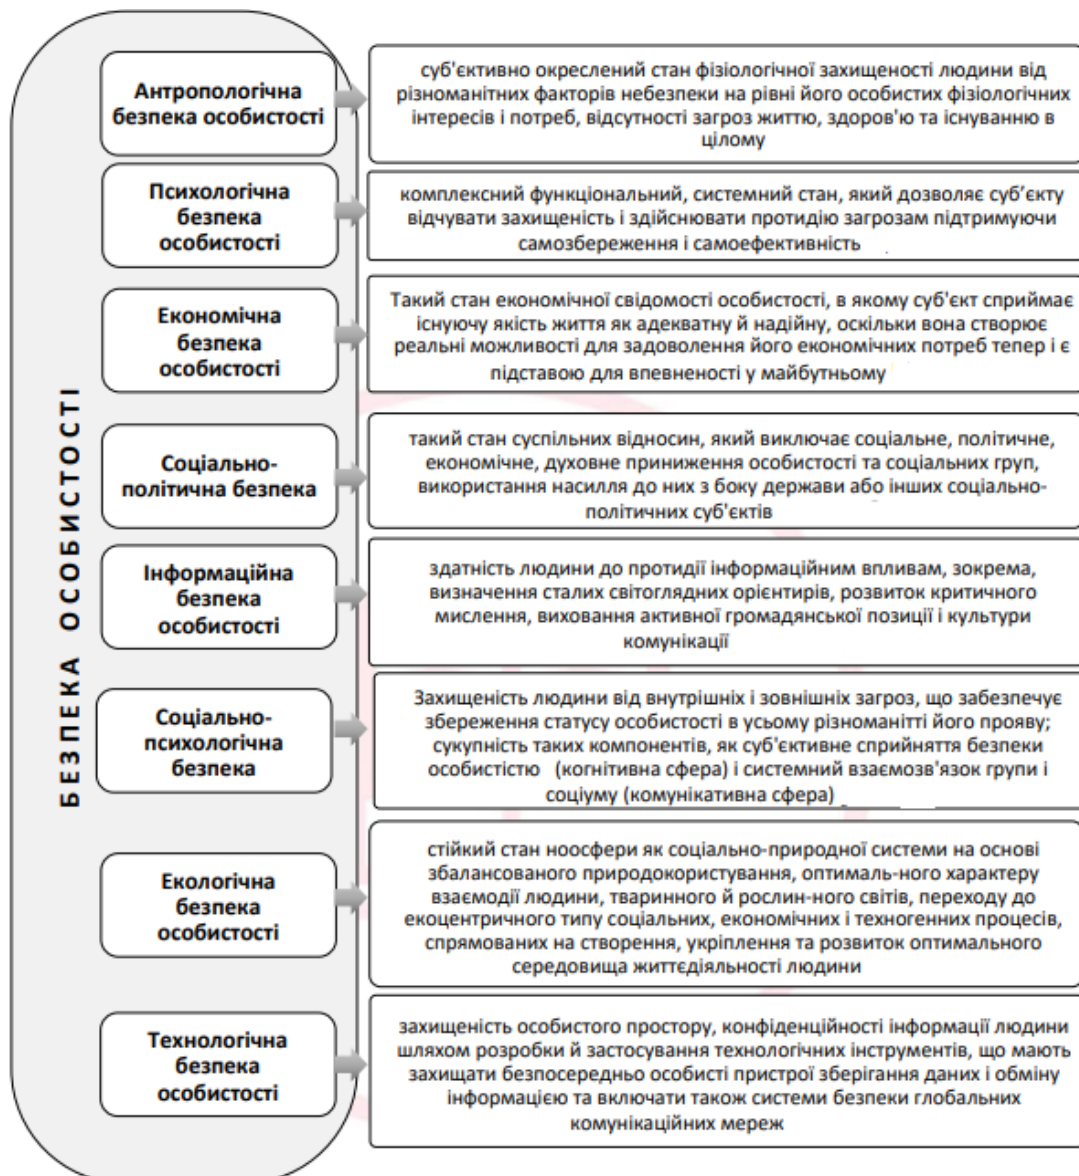 БЕЗПЕКА ОСОБИСТОСТІ
Антропологічна
безпека особистості
суб'єктивно окреслений стан фізіологічної захищеності людини від
різноманітних факторів небезпеки на рівні його особистих фізіологічних
інтересів і потреб, відсутності загроз життю, здоров'ю та існуванню в
цілому
Психологічна
безпека
особистості
комплексний функціональний, системний стан, який дозволяє суб’єкту
відчувати захищеність і здійснювати протидію загрозам підтримуючи
самозбереження і самоефективність
Економічна
безпека
особистості
Такий стан економічної свідомості особистості, в якому суб'єкт сприймає
існуючу якість життя як адекватну й надійну, оскільки вона створює
реальні можливості для задоволення його економічних потреб тепер і є
підставою для впевненості у майбутньому
Соціально-
політична безпека
такий стан суспільних відносин, який виключає соціальне, політичне,
економічне, духовне приниження особистості та соціальних груп,
використання насилля до них з боку держави або інших соціально-
політичних суб'єктів
Інформаційна
безпека
особистості
здатність людини до протидії інформаційним впливам, зокрема,
визначення сталих світоглядних орієнтирів, розвиток критичного
мислення, виховання активної громадянської позиції і культури
комунікації
Соціально-
психологічна
безпека
Захищеність людини від внутрішніх і зовнішніх загроз, що забезпечує
збереження статусу особистості в усьому різноманітті його прояву;
сукупність таких компонентів, як суб'єктивне сприйняття безпеки
особистістю (когнітивна сфера) і системний взаємозв'язок групи і
соціуму (комунікативна сфера)
Екологічна
безпека
особистості
стійкий стан ноосфери як соціально-природної системи на основі
збалансованого природокористування, оптималь-ного характеру
взаємодії людини, тваринного й рослин-ного світів, переходу до
екоцентричного типу соціальних, економічних і техногенних процесів,
спрямованих на створення, укріплення та розвиток оптимального
середовища життєдіяльності людини
Технологічна
безпека
особистості
захищеність особистого простору, конфіденційності інформації людини
шляхом розробки й застосування технологічних інструментів, що мають
захищати безпосередньо особисті пристрої зберігання даних і обміну
інформацією та включати також системи безпеки глобальних
комунікаційних мереж